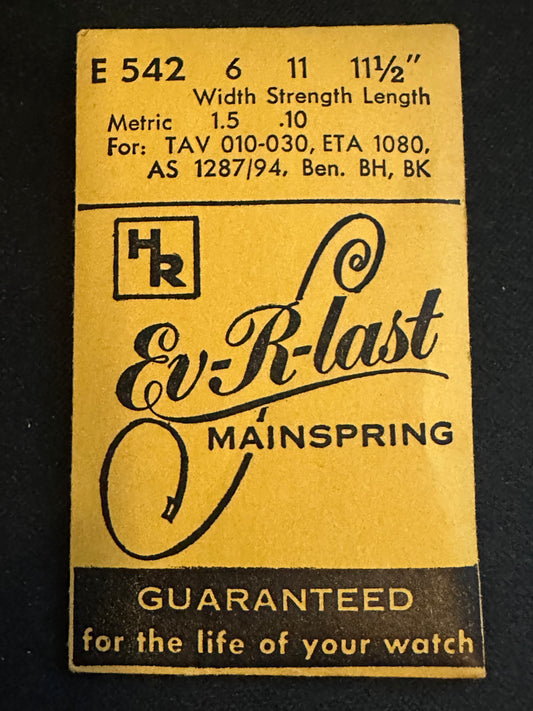 E 542 6 11 11½"
Width Strength Length
Metric 1.5 .10
For: TAV 010-030, ETA 1080,
AS 1287/94, Ben. BH, BK
HR
Ev-R-last
MAINSPRING
GUARANTEED
for the life of your watch